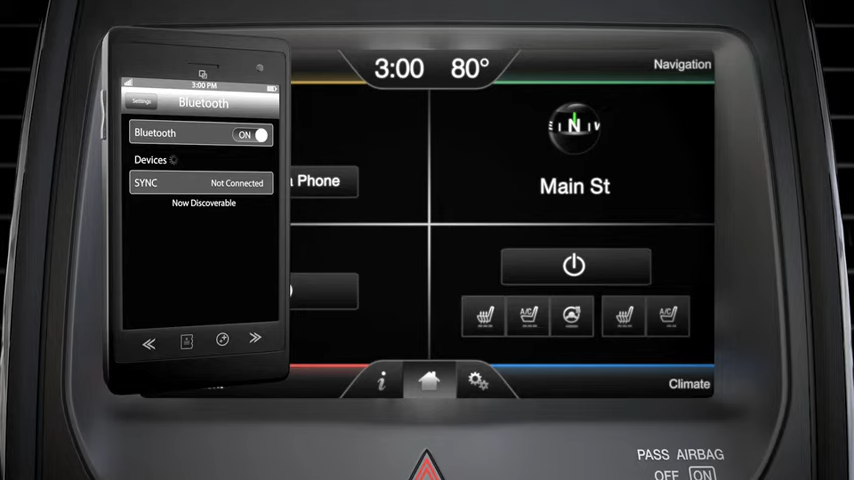 3:00 PM
Settings
Bluetooth
Bluetooth
ON
Devices
SYNC
Not Connected
Now Discoverable
3:00
80°
Navigation
a Phone
N
Main St
A/C
A/C
i
Climate
PASS AIRBAG
OFF ON